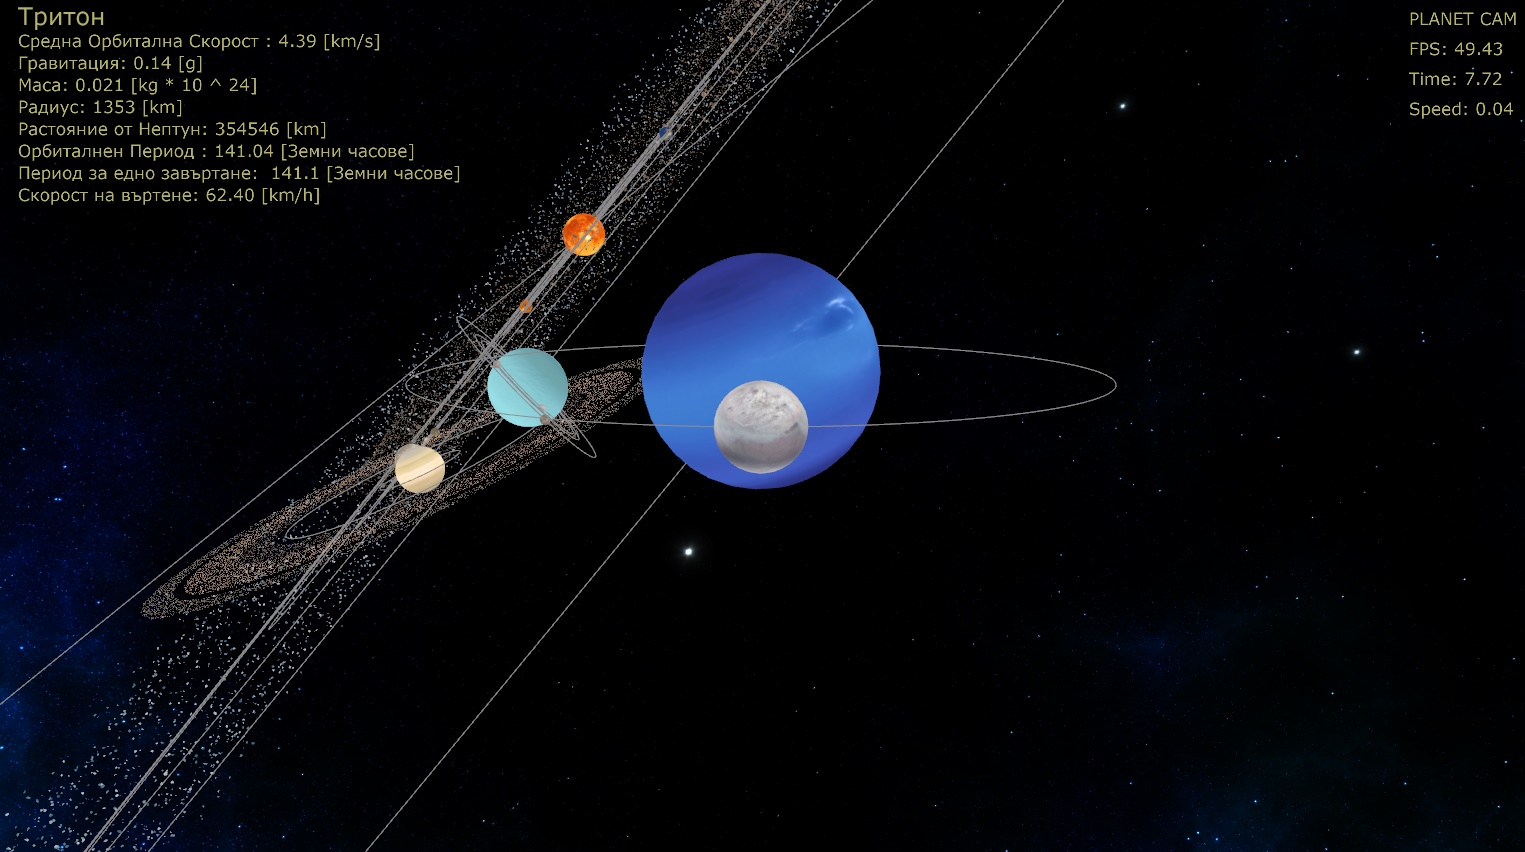 Тритон
Средна Орбитална Скорост : 4.39 [km/s]
Гравитация: 0.14 [g]
Маса: 0.021 [kg * 10 ^ 24]
Радиус: 1353 [km]
Растояние от Нептун: 354546 [km]
Орбиталнен Период : 141.04 [Земни часове]
Период за едно завъртане:  141.1 [Земни часове]
Скорост на въртене: 62.40 [km/h]
PLANET CAM
FPS: 49.43
Time: 7.72
Speed: 0.04